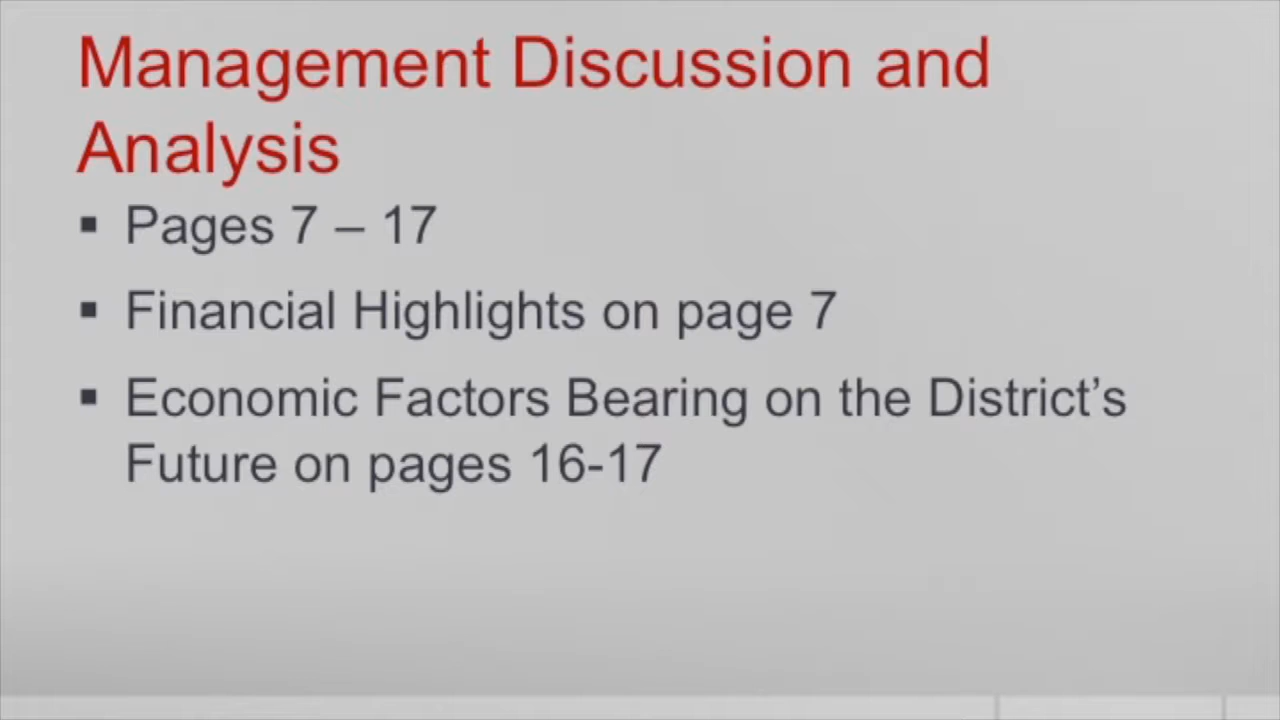 Management Discussion and
Analysis
▪ Pages 7 – 17
▪ Financial Highlights on page 7
▪ Economic Factors Bearing on the District’s
Future on pages 16-17